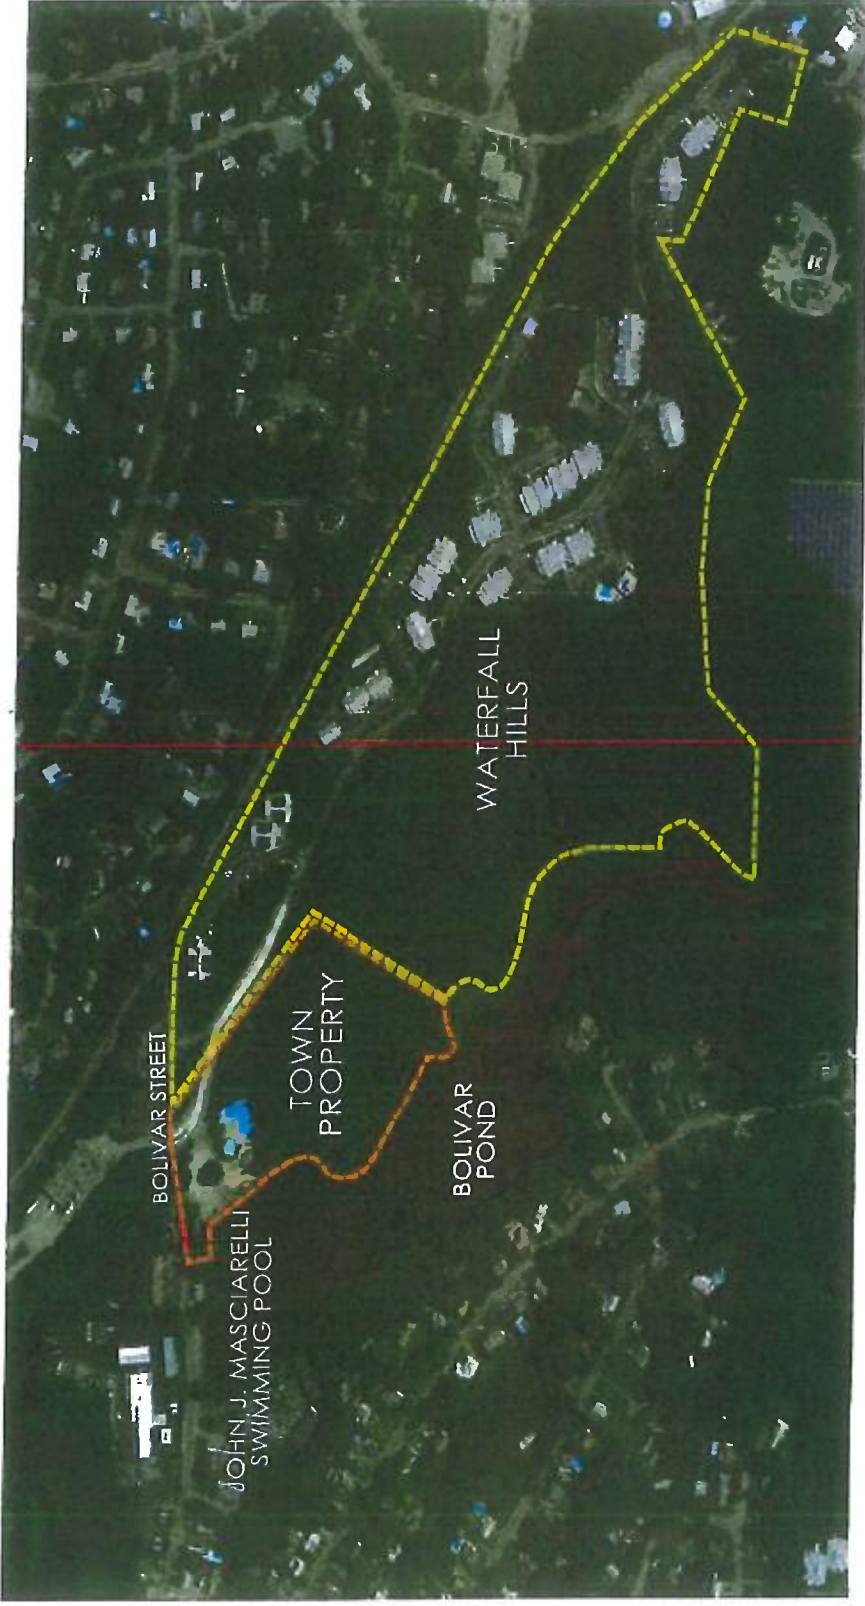 BOLIVAR STREET
JOHN J. MASCIARELLI
SWIMMING POOL
TOWN
PROPERTY
BOLIVAR
POND
WATERFALL
HILLS